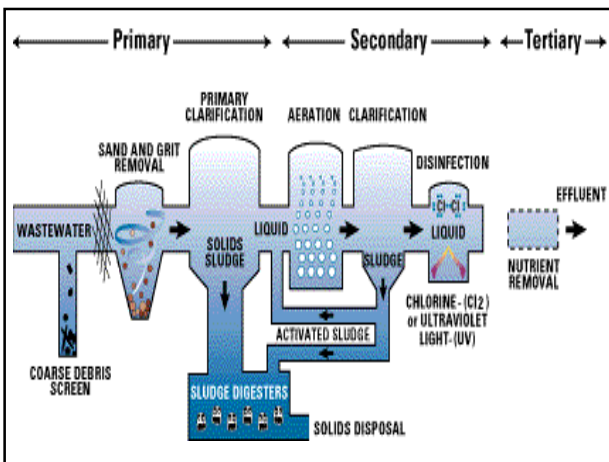 Primary
Secondary
Tertiary
PRIMARY
CLARIFICATION
AERATION
CLARIFICATION
SAND AND GRIT
REMOVAL
DISINFECTION
Cl-Cl
EFFLUENT
WASTEWATER
LIQUID
LIQUID
SOLIDS
SLUDGE
SLUDGE
NUTRIENT
REMOVAL
CHLORINE-(Cl2)
or ULTRAVIOLET
LIGHT-(UV)
ACTIVATED SLUDGE
COARSE DEBRIS
SCREEN
SLUDGE DIGESTERS
SOLIDS DISPOSAL